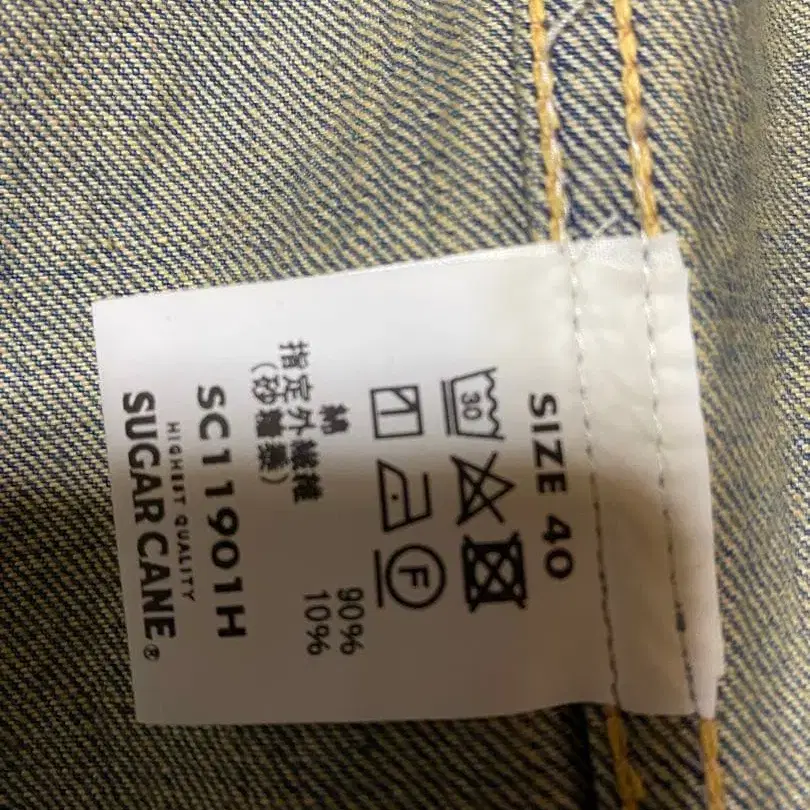 SIZE 40
30
F
綿 90%
指定外繊維 10%
(砂糖黍)
SC11901H
HIGHEST QUALITY
SUGAR CANE®